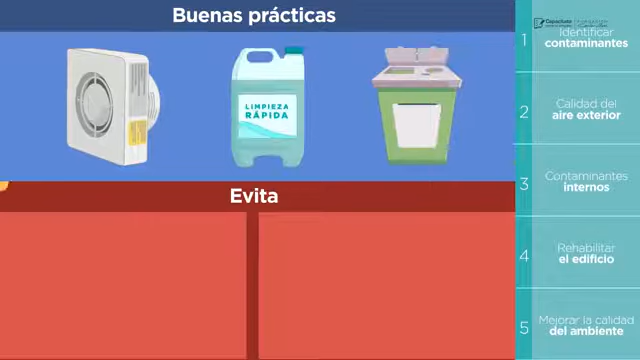 Buenas prácticas
LIMPIEZA
RÁPIDA
Evita
1
Identificar
contaminantes
2
Calidad del
aire exterior
3
Contaminantes
internos
4
Rehabilitar
el edificio
5
Mejorar la calidad
del ambiente